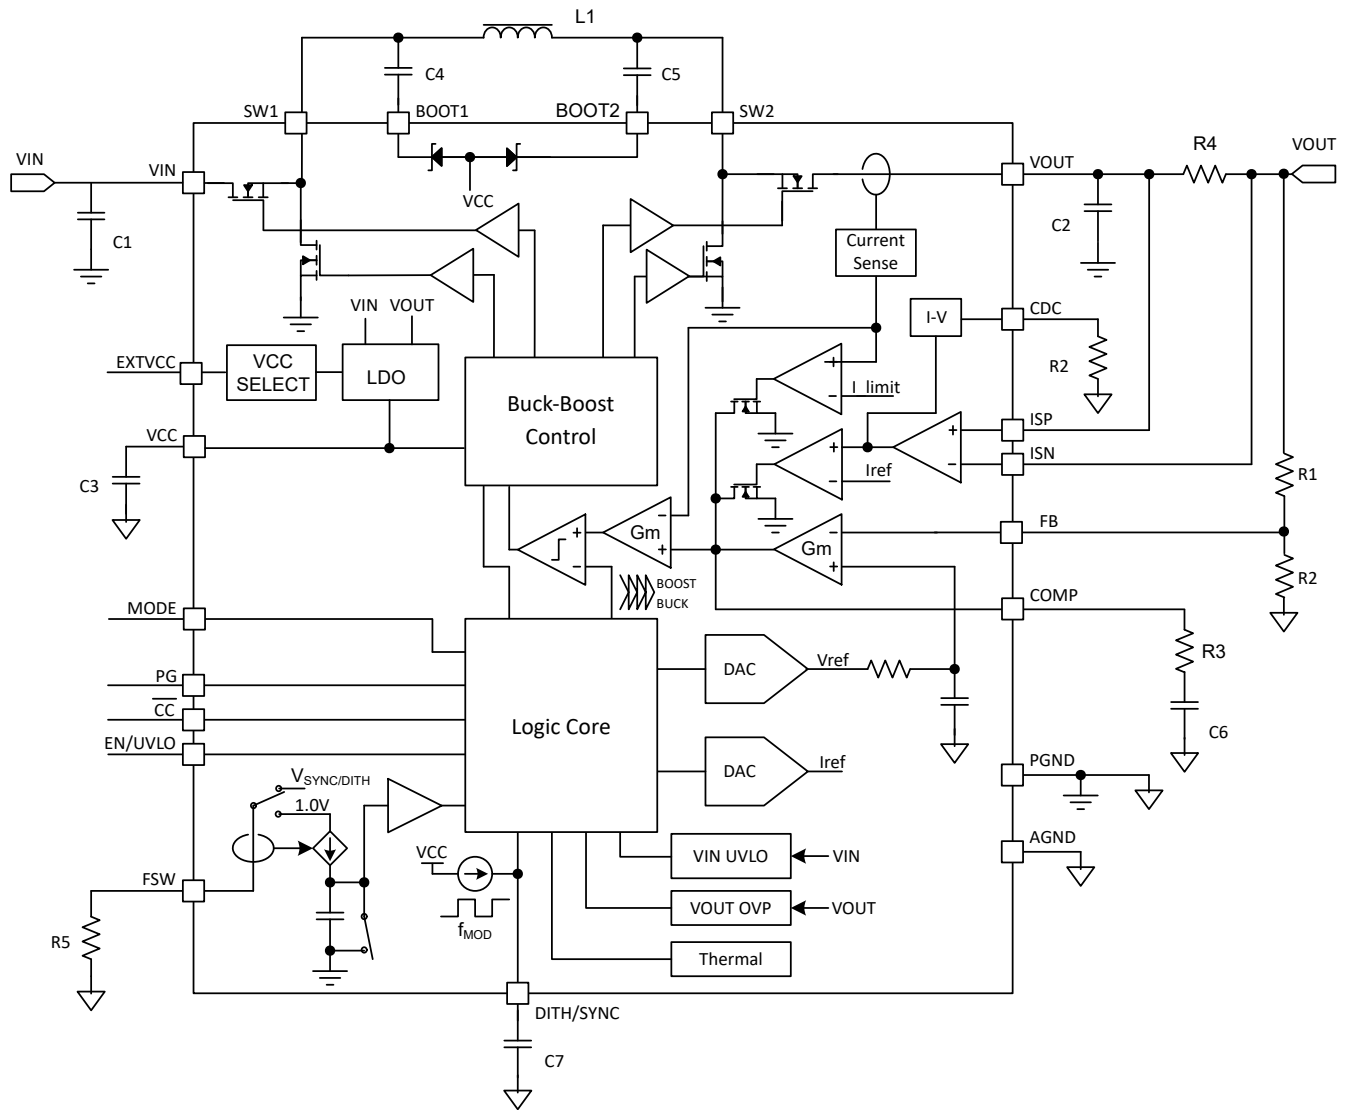 L1
C4
C5
SW1
BOOT1
BOOT2
SW2
VIN
VIN
VCC
C1
VOUT
R4
VOUT
C2
Current
Sense
VIN
VOUT
I-V
CDC
R2
EXTVCC
VCC
SELECT
LDO
Buck-Boost
Control
+
−
I_limit
VCC
C3
+
−
Iref
+
−
ISP
ISN
R1
+
−
Gm
−
+
Gm
−
+
FB
R2
BOOST
BUCK
COMP
R3
C6
MODE
PG
CC
EN/UVLO
Logic Core
DAC
Vref
DAC
Iref
PGND
AGND
VSYNC/DITH
1.0V
FSW
R5
VCC
fMOD
VIN UVLO
VIN
VOUT OVP
VOUT
Thermal
DITH/SYNC
C7